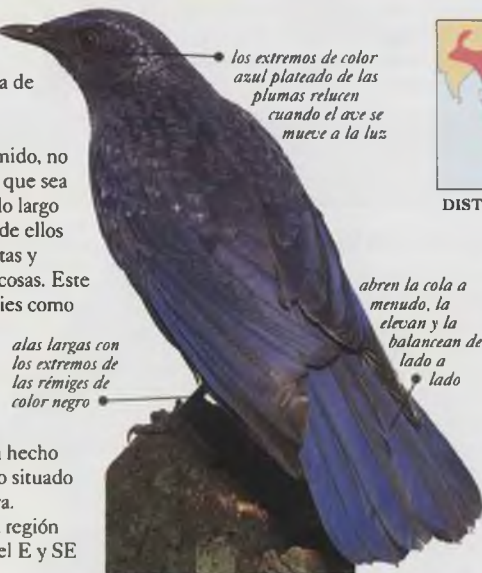 a de
mido, no
que sea
lo largo
de ellos
tas y
cosas. Este
ies como
hecho
o situado
a.
región
el E y SE
los extremos de color
azul plateado de las
plumas relucen
cuando el ave se
mueve a la luz
DIST
abren la cola a
menudo, la
elevan y la
balancean de
lado a
lado
alas largas con
los extremos de
las rémiges de
color negro